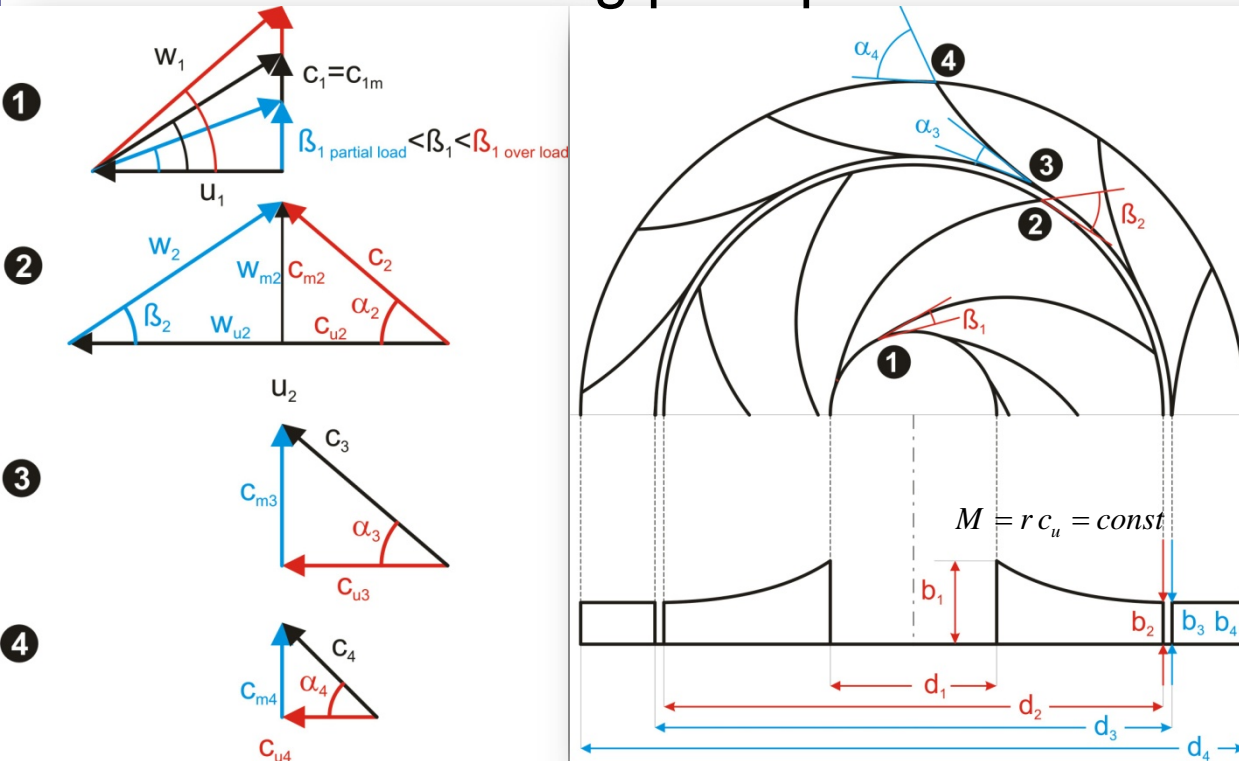 1
w₁
c₁=c₁ₘ
ß₁ partial load<ß₁<ß₁ over load
u₁
2
w₂
wₘ₂
cₘ₂
c₂
ß₂
wᵤ₂
cᵤ₂
α₂
u₂
3
c₃
cₘ₃
α₃
cᵤ₃
4
c₄
cₘ₄
α₄
cᵤ₄
α₄
4
α₃
3
2
ß₂
ß₁
1
M = r cᵤ = const
b₁
b₂
b₃ b₄
d₁
d₂
d₃
d₄